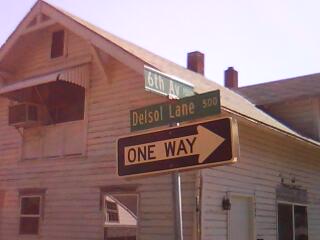 6th Av
Delsol Lane 500
ONE WAY